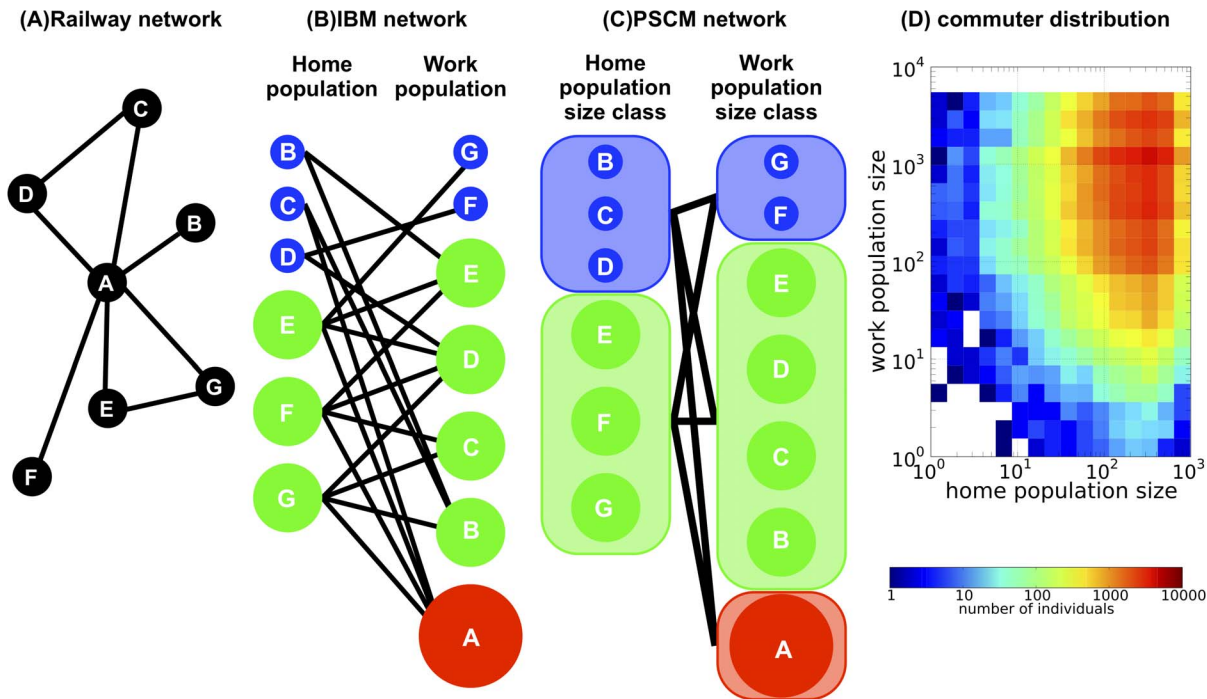 (A)Railway network
C
D
B
A
G
E
F
(B)IBM network
Home
population
Work
population
B
C
D
E
F
G
G
F
E
D
C
B
A
(C)PSCM network
Home
population
size class
Work
population
size class
B
C
D
E
F
G
G
F
E
D
C
B
A
(D) commuter distribution
work population size
10^4
10^3
10^2
10^1
10^0
10^0 10^1 10^2 10^3
home population size
1 10 100 1000 10000
number of individuals